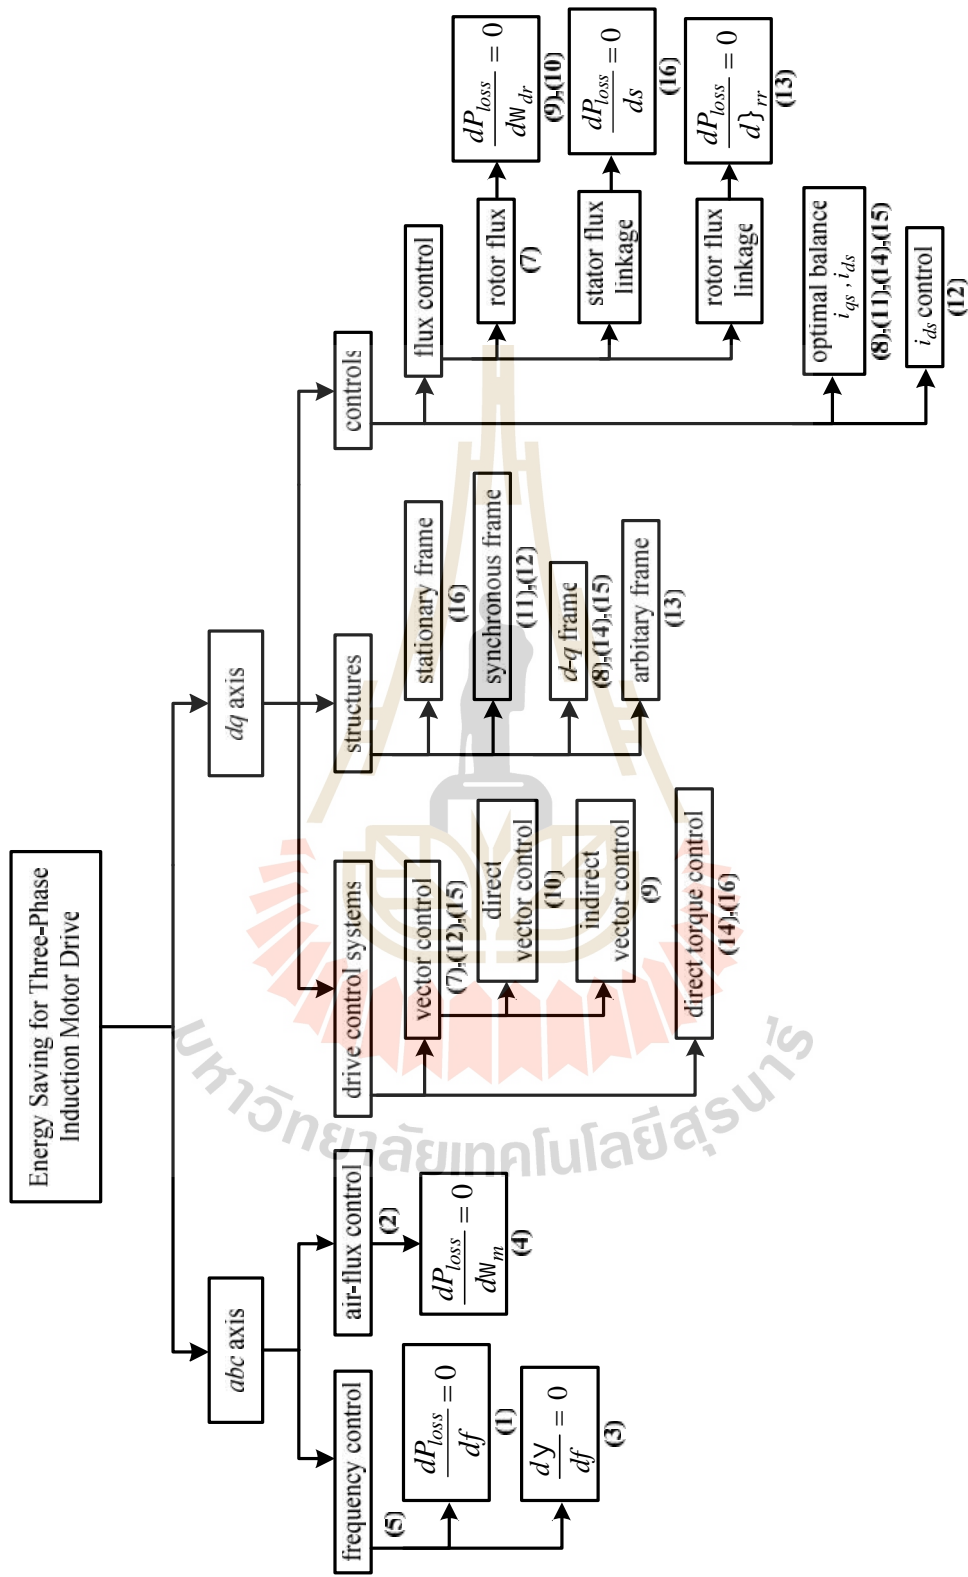 Energy Saving for Three-Phase
Induction Motor Drive
abc axis
dq axis
frequency control
(5)
dP_loss/df = 0
(1)
dy/df = 0
(3)
air-flux control
(2)
dP_loss/dW_m = 0
(4)
drive control systems
vector control
(7),(12),(15)
direct
vector control
(10)
indirect
vector control
(9)
direct torque control
(14),(16)
structures
stationary frame
(16)
synchronous frame
(11),(12)
d-q frame
(8),(14),(15)
arbitary frame
(13)
controls
flux control
rotor flux
(7)
dP_loss/dW_dr = 0
(9),(10)
stator flux
linkage
dP_loss/ds = 0
(16)
rotor flux
linkage
dP_loss/d}_rr = 0
(13)
optimal balance
i_qs , i_ds
(8),(11),(14),(15)
i_ds control
(12)
มหาวิทยาลัยเทคโนโลยีสุรนารี